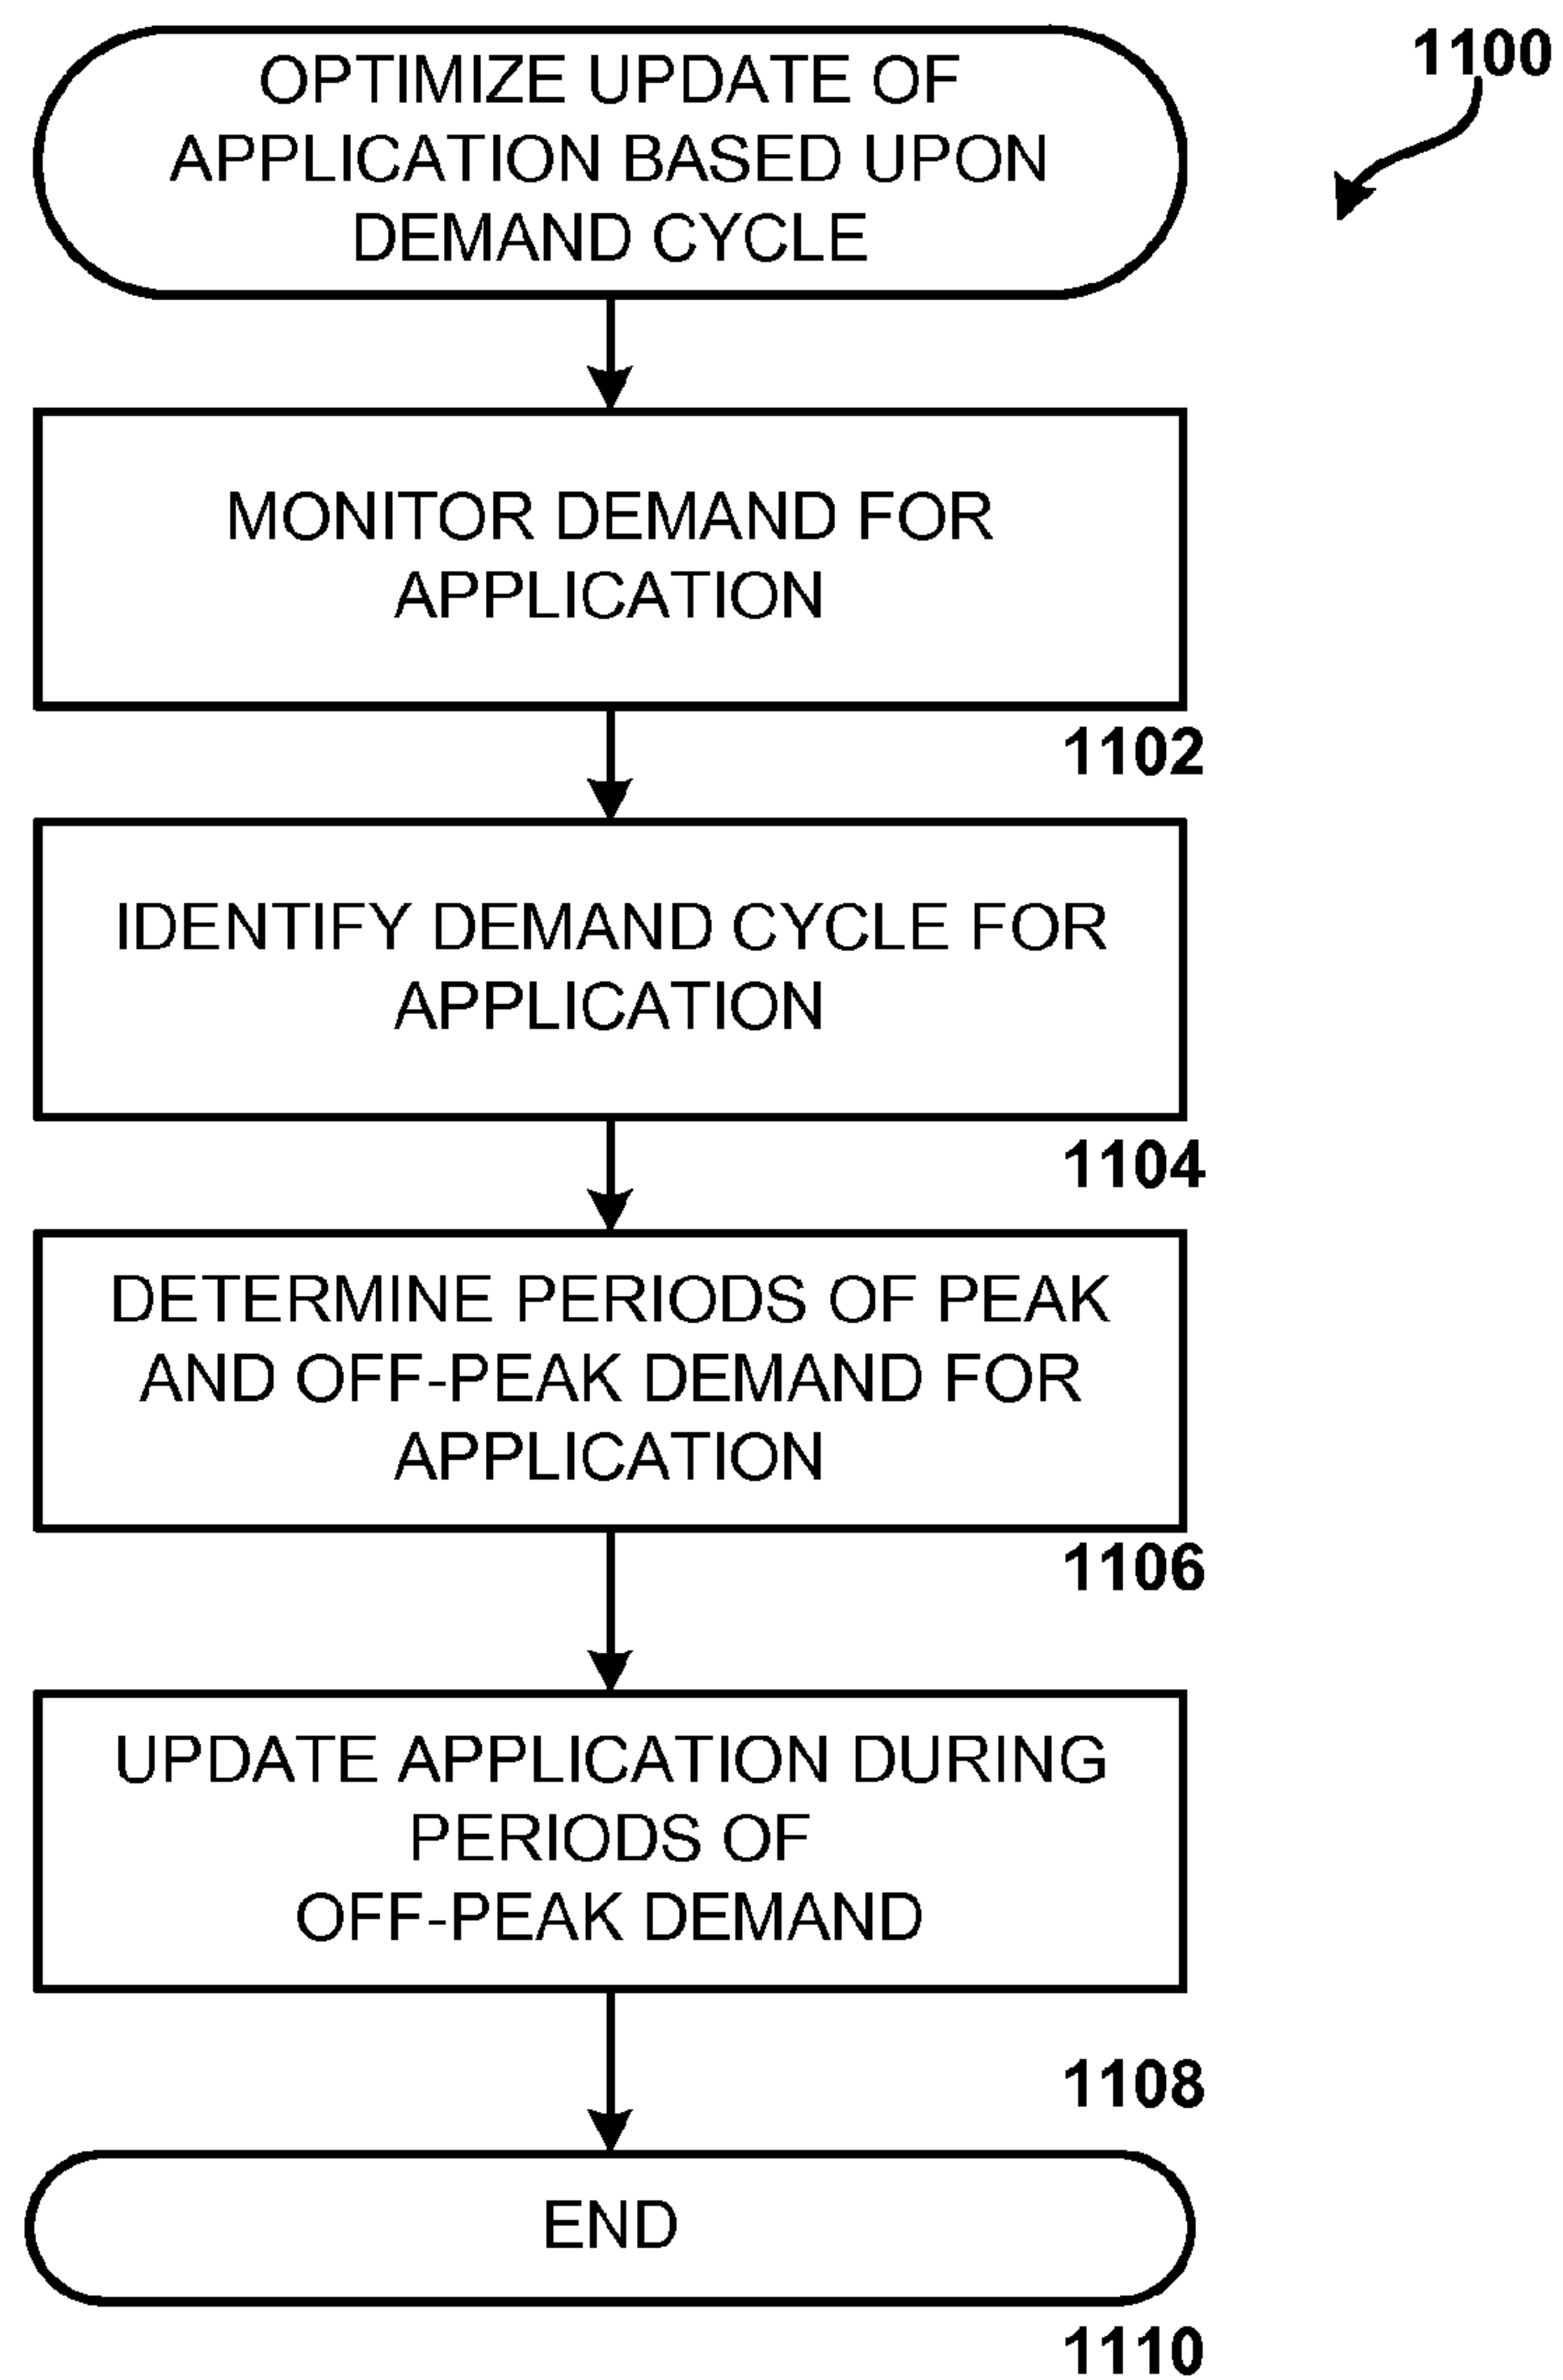 OPTIMIZE UPDATE OF
APPLICATION BASED UPON
DEMAND CYCLE
1100
MONITOR DEMAND FOR
APPLICATION
1102
IDENTIFY DEMAND CYCLE FOR
APPLICATION
1104
DETERMINE PERIODS OF PEAK
AND OFF-PEAK DEMAND FOR
APPLICATION
1106
UPDATE APPLICATION DURING
PERIODS OF
OFF-PEAK DEMAND
1108
END
1110